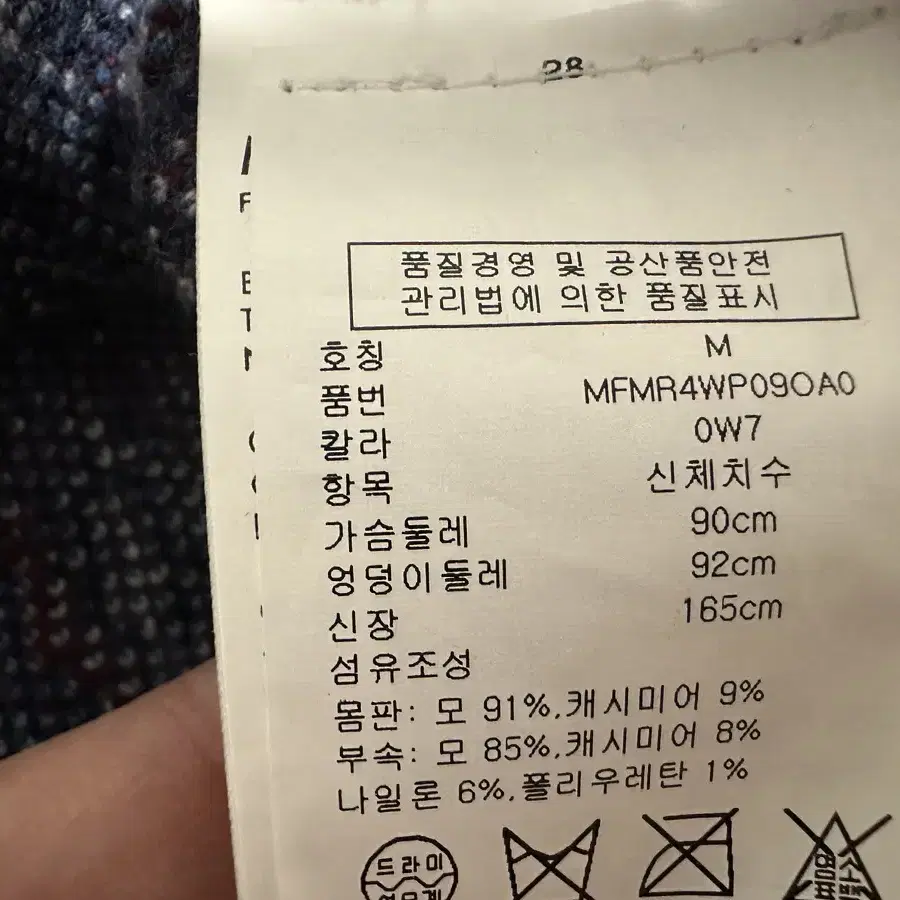 28
품질경영 및 공산품안전
관리법에 의한 품질표시
호칭 M
품번 MFMR4WP09OA0
칼라 0W7
항목 신체치수
가슴둘레 90cm
엉덩이둘레 92cm
신장 165cm
섬유조성
몸판: 모 91%,캐시미어 9%
부속: 모 85%,캐시미어 8%
나일론 6%,폴리우레탄 1%
드라이